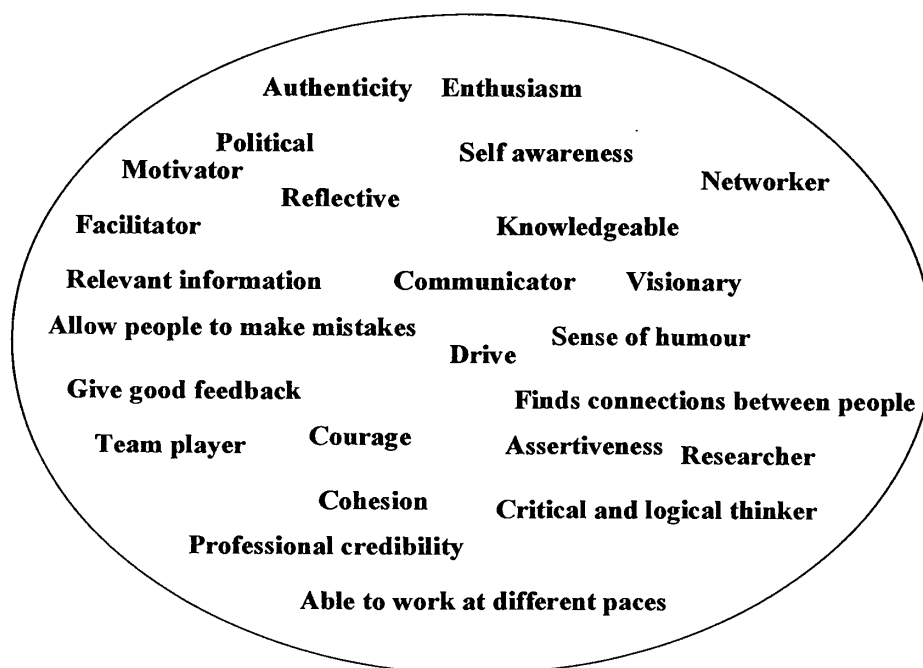 Authenticity Enthusiasm
Political
Self awareness
Motivator
Networker
Reflective
Facilitator
Knowledgeable
Relevant information
Communicator
Visionary
Allow people to make mistakes
Sense of humour
Drive
Give good feedback
Finds connections between people
Team player
Courage
Assertiveness
Researcher
Cohesion
Critical and logical thinker
Professional credibility
Able to work at different paces